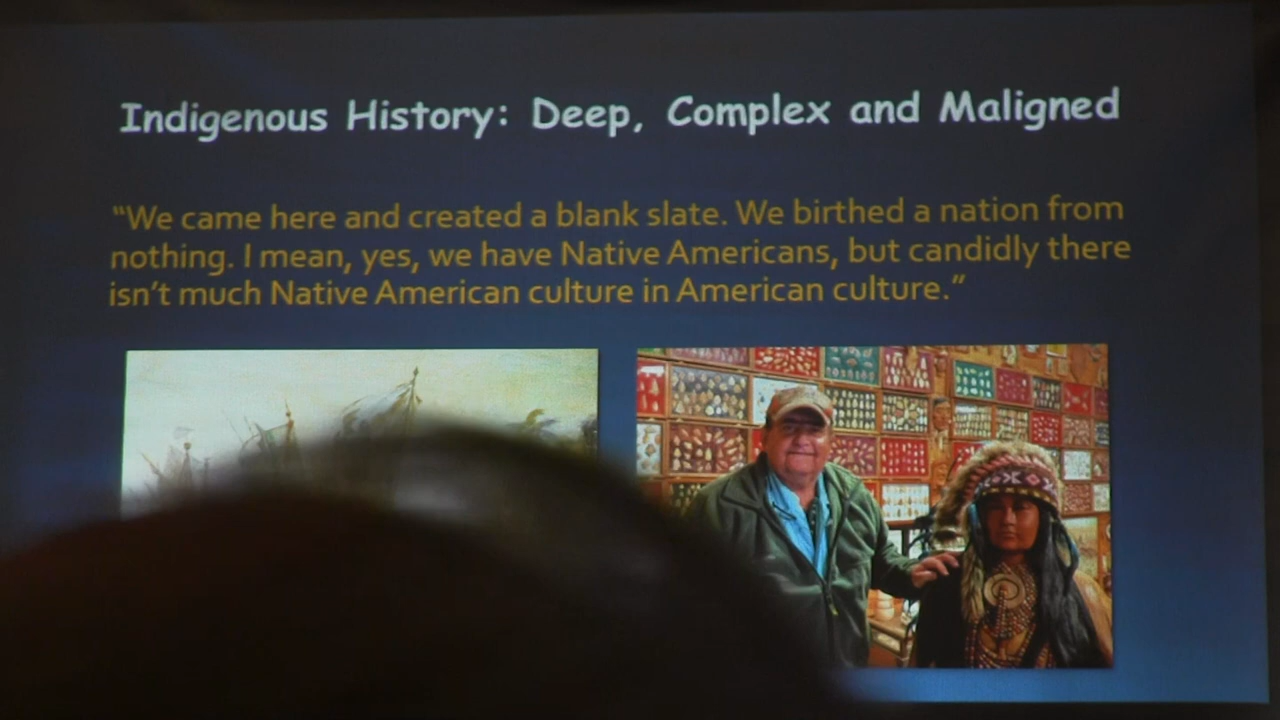 Indigenous History: Deep, Complex and Maligned
“We came here and created a blank slate. We birthed a nation from
nothing. I mean, yes, we have Native Americans, but candidly there
isn’t much Native American culture in American culture.”